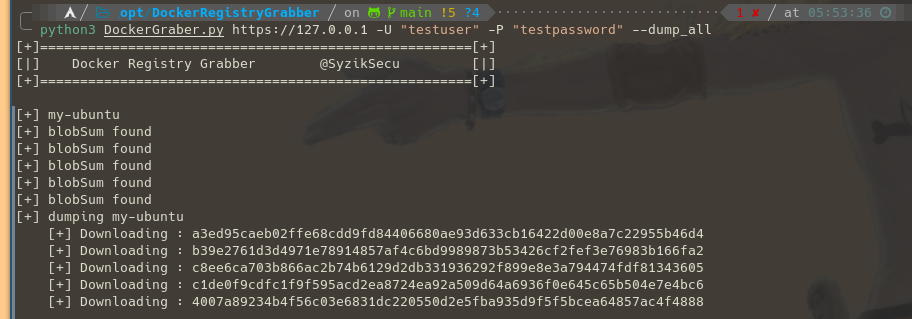 opt/DockerRegistryGrabber / on main !5 ?4 1 ✘ / at 05:53:36
python3 DockerGraber.py https://127.0.0.1 -U "testuser" -P "testpassword" --dump_all
[+]======================================================[+]
[|]    Docker Registry Grabber        @SyzikSecu         [|]
[+]======================================================[+]
[+] my-ubuntu
[+] blobSum found
[+] blobSum found
[+] blobSum found
[+] blobSum found
[+] blobSum found
[+] dumping my-ubuntu
[+] Downloading : a3ed95caeb02ffe68cdd9fd84406680ae93d633cb16422d00e8a7c22955b46d4
[+] Downloading : b39e2761d3d4971e78914857af4c6bd9989873b53426cf2fef3e76983b166fa2
[+] Downloading : c8ee6ca703b866ac2b74b6129d2db331936292f899e8e3a794474fdf81343605
[+] Downloading : c1de0f9cdfc1f9f595acd2ea8724ea92a509d64a6936f0e645c65b504e7e4bc6
[+] Downloading : 4007a89234b4f56c03e6831dc220550d2e5fba935d9f5f5bcea64857ac4f4888